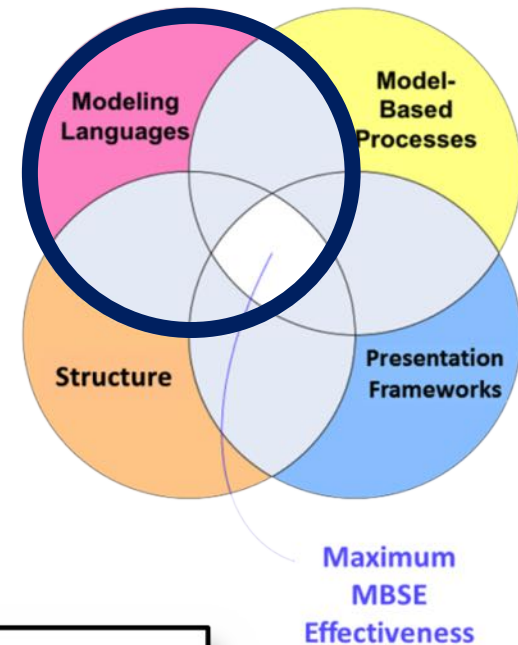 Modeling
Languages
Model-
Based
Processes
Structure
Presentation
Frameworks
Maximum
MBSE
Effectiveness